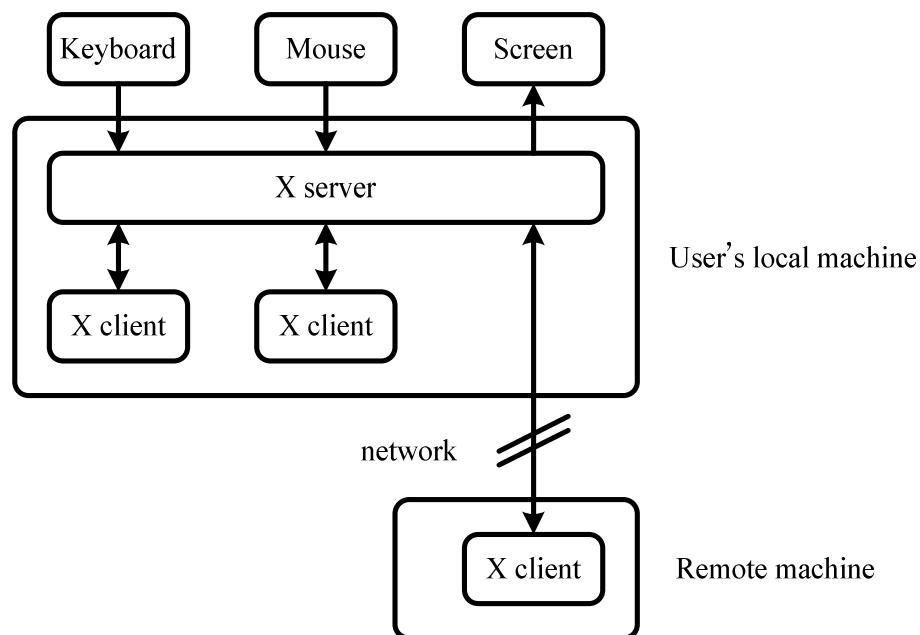 Keyboard
Mouse
Screen
X server
User's local machine
X client
X client
network
X client
Remote machine